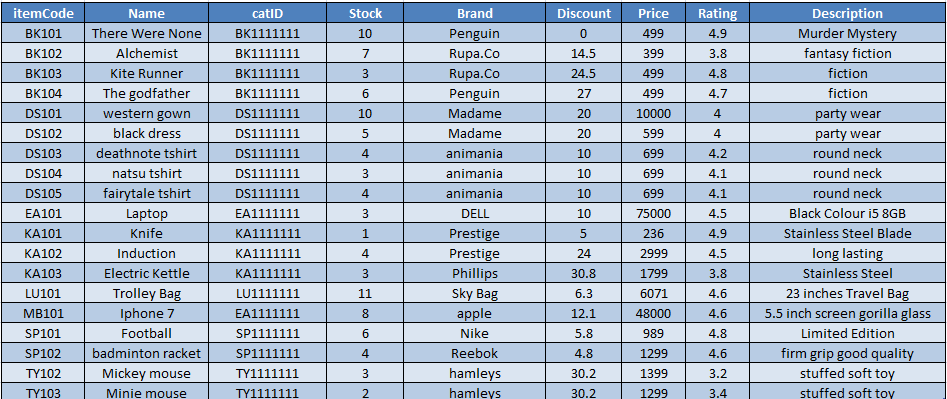 itemCode Name catID Stock Brand Discount Price Rating Description
BK101 There Were None BK1111111 10 Penguin 0 499 4.9 Murder Mystery
BK102 Alchemist BK1111111 7 Rupa.Co 14.5 399 3.8 fantasy fiction
BK103 Kite Runner BK1111111 3 Rupa.Co 24.5 499 4.8 fiction
BK104 The godfather BK1111111 6 Penguin 27 499 4.7 fiction
DS101 western gown DS1111111 10 Madame 20 10000 4 party wear
DS102 black dress DS1111111 5 Madame 20 599 4 party wear
DS103 deathnote tshirt DS1111111 4 animania 10 699 4.2 round neck
DS104 natsu tshirt DS1111111 3 animania 10 699 4.1 round neck
DS105 fairytale tshirt DS1111111 4 animania 10 699 4.1 round neck
EA101 Laptop EA1111111 3 DELL 10 75000 4.5 Black Colour i5 8GB
KA101 Knife KA1111111 1 Prestige 5 236 4.9 Stainless Steel Blade
KA102 Induction KA1111111 4 Prestige 24 2999 4.5 long lasting
KA103 Electric Kettle KA1111111 3 Phillips 30.8 1799 3.8 Stainless Steel
LU101 Trolley Bag LU1111111 11 Sky Bag 6.3 6071 4.6 23 inches Travel Bag
MB101 Iphone 7 EA1111111 8 apple 12.1 48000 4.6 5.5 inch screen gorilla glass
SP101 Football SP1111111 6 Nike 5.8 989 4.8 Limited Edition
SP102 badminton racket SP1111111 4 Reebok 4.8 1299 4.6 firm grip good quality
TY102 Mickey mouse TY1111111 3 hamleys 30.2 1399 3.2 stuffed soft toy
TY103 Minie mouse TY1111111 2 hamleys 30.2 1299 3.4 stuffed soft toy